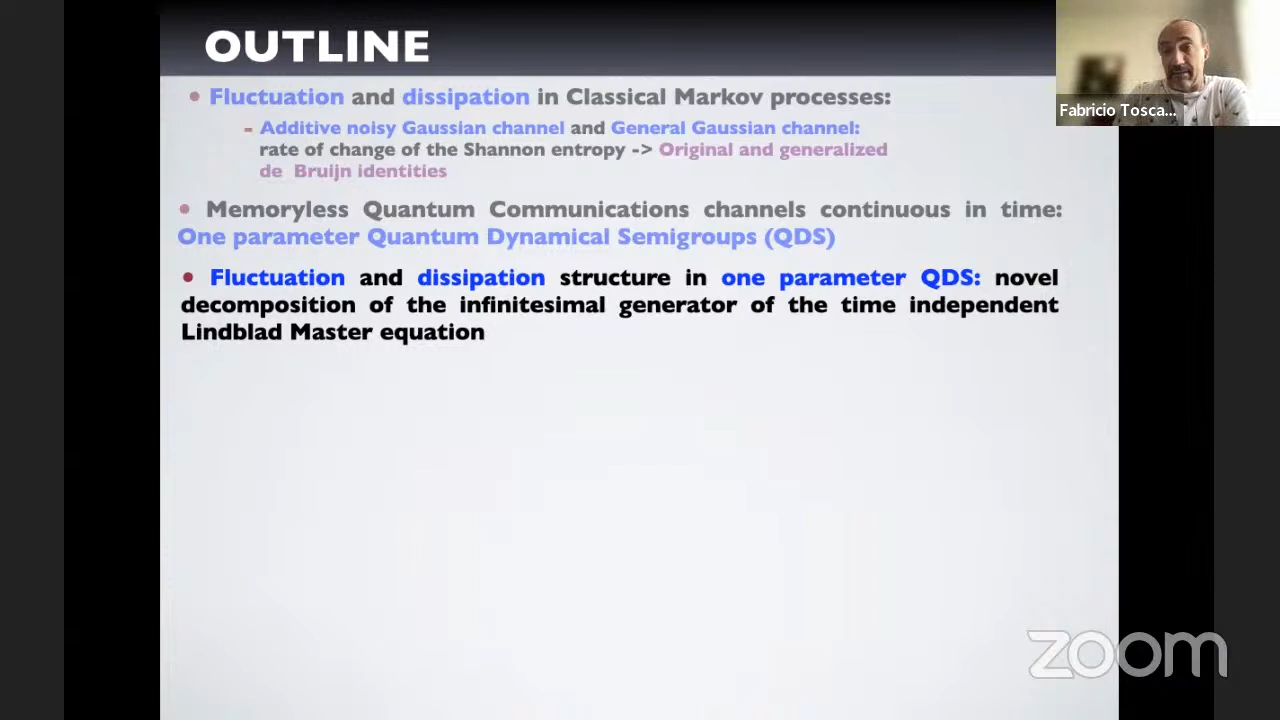 OUTLINE
Fabricio Tosca...
• Fluctuation and dissipation in Classical Markov processes:
- Additive noisy Gaussian channel and General Gaussian channel:
rate of change of the Shannon entropy -> Original and generalized
de Bruijn identities
• Memoryless Quantum Communications channels continuous in time:
One parameter Quantum Dynamical Semigroups (QDS)
• Fluctuation and dissipation structure in one parameter QDS: novel
decomposition of the infinitesimal generator of the time independent
Lindblad Master equation
zoom